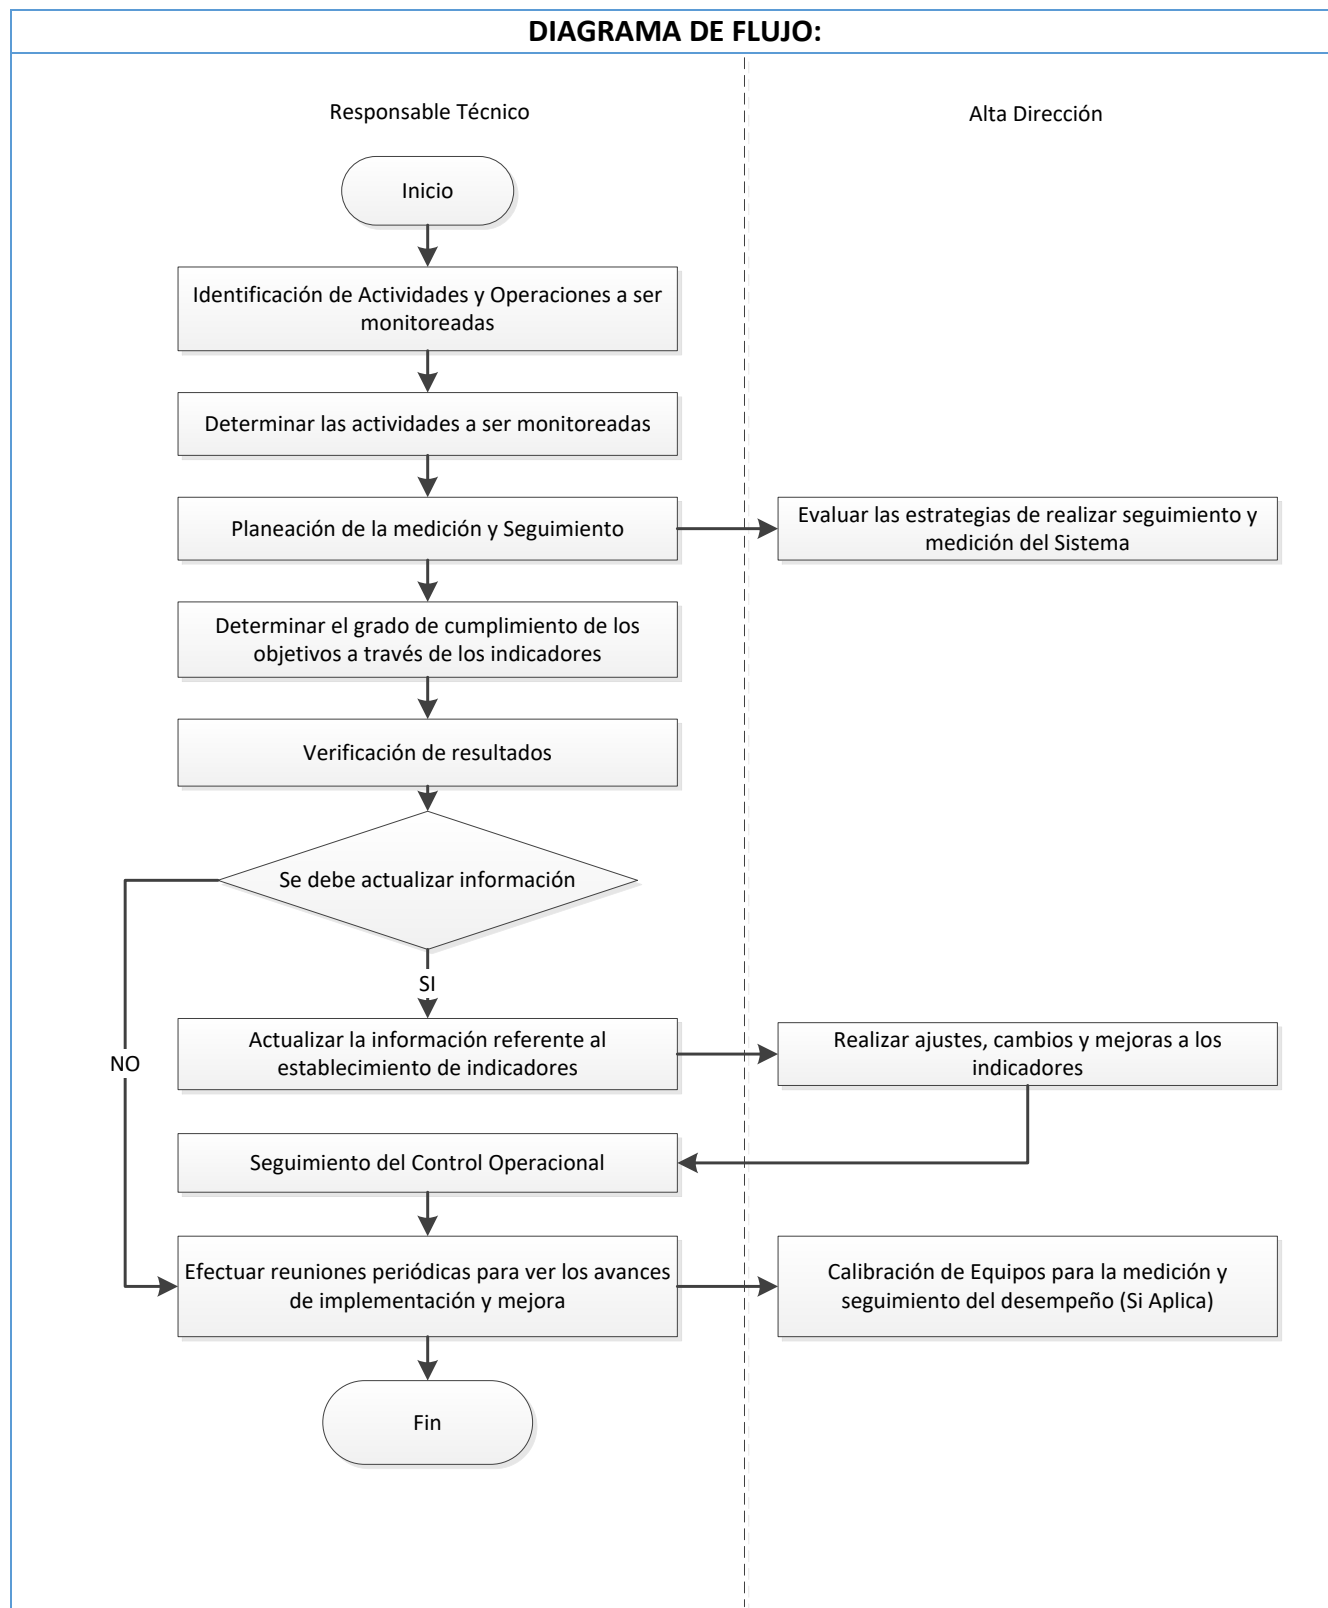 DIAGRAMA DE FLUJO:
Responsable Técnico
Alta Dirección
Inicio
Identificación de Actividades y Operaciones a ser
monitoreadas
Determinar las actividades a ser monitoreadas
Planeación de la medición y Seguimiento
Evaluar las estrategias de realizar seguimiento y
medición del Sistema
Determinar el grado de cumplimiento de los
objetivos a través de los indicadores
Verificación de resultados
Se debe actualizar información
SI
NO
Actualizar la información referente al
establecimiento de indicadores
Realizar ajustes, cambios y mejoras a los
indicadores
Seguimiento del Control Operacional
Efectuar reuniones periódicas para ver los avances
de implementación y mejora
Calibración de Equipos para la medición y
seguimiento del desempeño (Si Aplica)
Fin